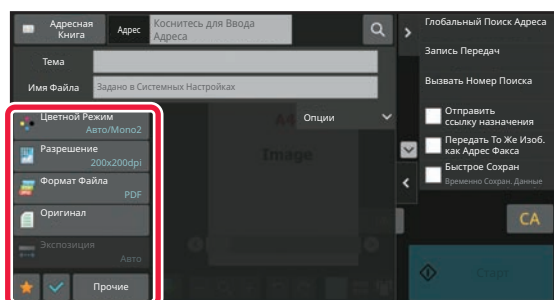 Адресная
Книга
Адрес
Коснитесь для Ввода
Адреса
Тема
Имя Файла
Задано в Системных Настройках
Цветной Режим
Авто/Mono2
Разрешение
200x200dpi
Формат Файла
PDF
Оригинал
Экспозиция
Авто
Прочие
A4
Image
Опции
Глобальный Поиск Адреса
Запись Передач
Вызвать Номер Поиска
Отправить
ссылку назначения
Передать То Же Изоб.
как Адрес Факса
Быстрое Сохран
Временно Сохран. Данные
CA
Старт